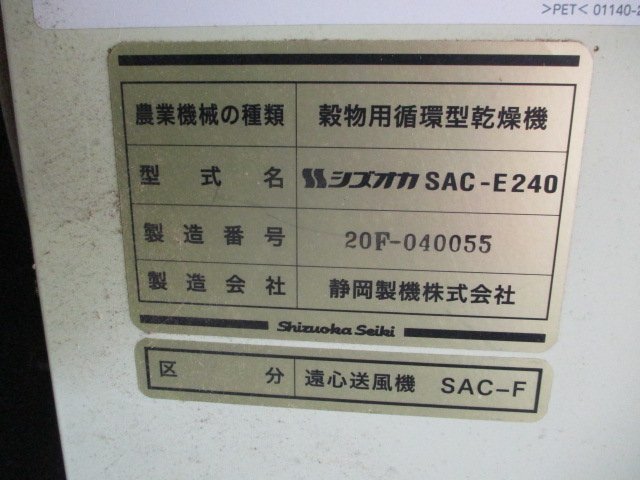 >PET< 01140-2
農業機械の種類 穀物用循環型乾燥機
型式名 シズオカ SAC-E240
製造番号 20F-040055
製造会社 静岡製機株式会社
Shizuoka Seiki
区分 遠心送風機 SAC-F